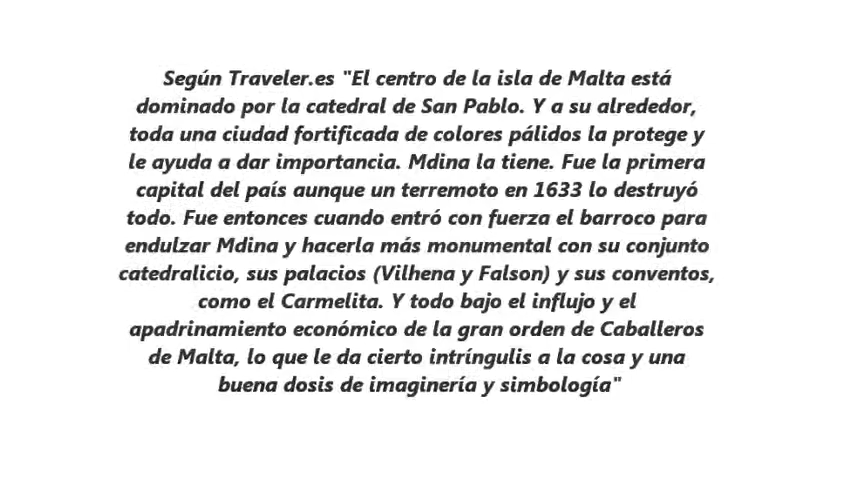 Según Traveler.es "El centro de la isla de Malta está
dominado por la catedral de San Pablo. Y a su alrededor,
toda una ciudad fortificada de colores pálidos la protege y
le ayuda a dar importancia. Mdina la tiene. Fue la primera
capital del país aunque un terremoto en 1633 lo destruyó
todo. Fue entonces cuando entró con fuerza el barroco para
endulzar Mdina y hacerla más monumental con su conjunto
catedralicio, sus palacios (Vilhena y Falson) y sus conventos,
como el Carmelita. Y todo bajo el influjo y el
apadrinamiento económico de la gran orden de Caballeros
de Malta, lo que le da cierto intríngulis a la cosa y una
buena dosis de imaginería y simbología"